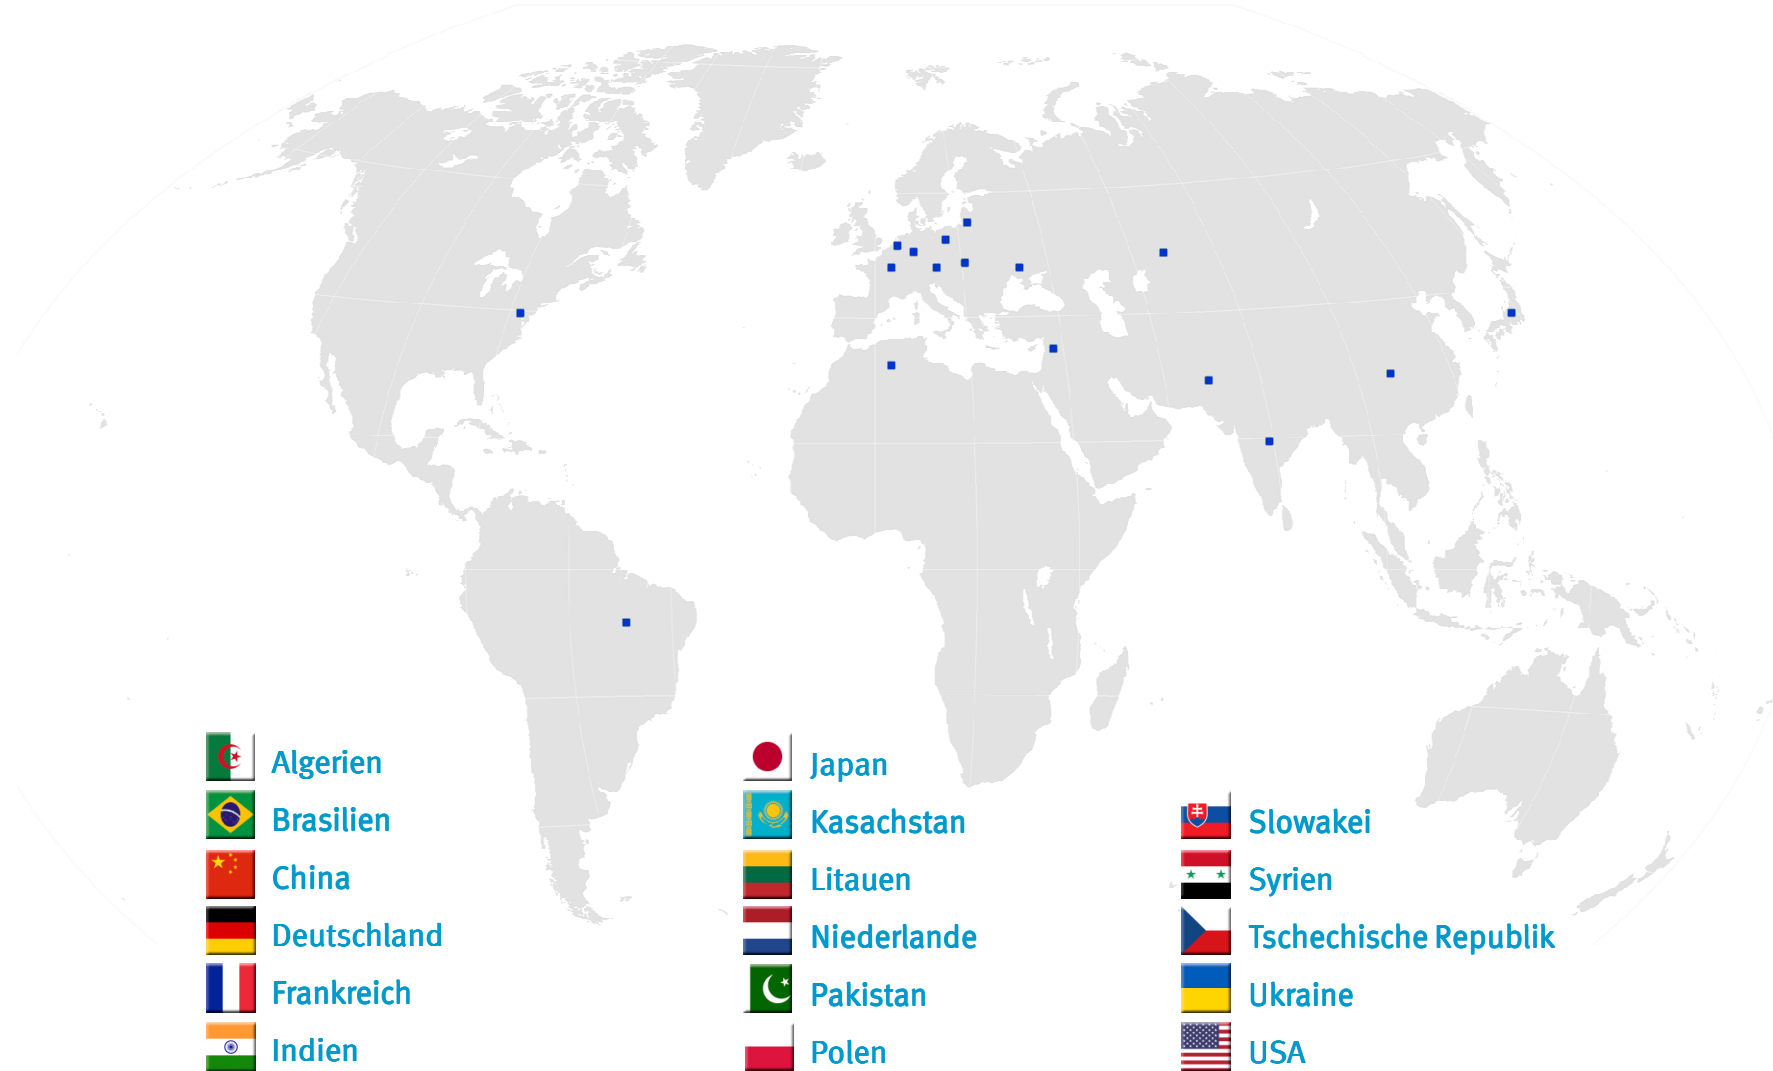 Algerien
Brasilien
China
Deutschland
Frankreich
Indien
Japan
Kasachstan
Litauen
Niederlande
Pakistan
Polen
Slowakei
Syrien
Tschechische Republik
Ukraine
USA